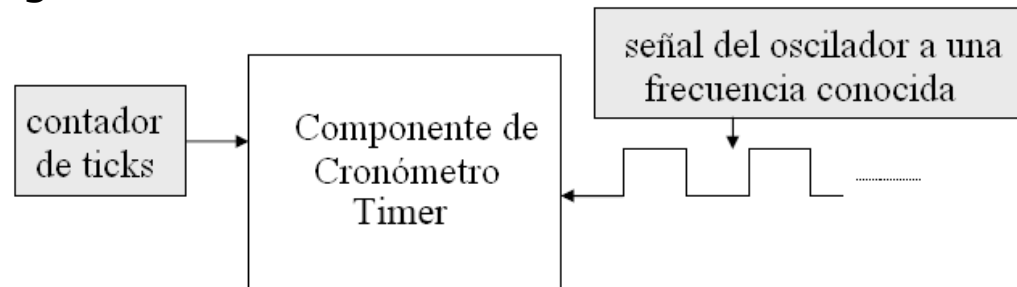 señal del oscilador a una
frecuencia conocida
contador
de ticks
Componente de
Cronómetro
Timer